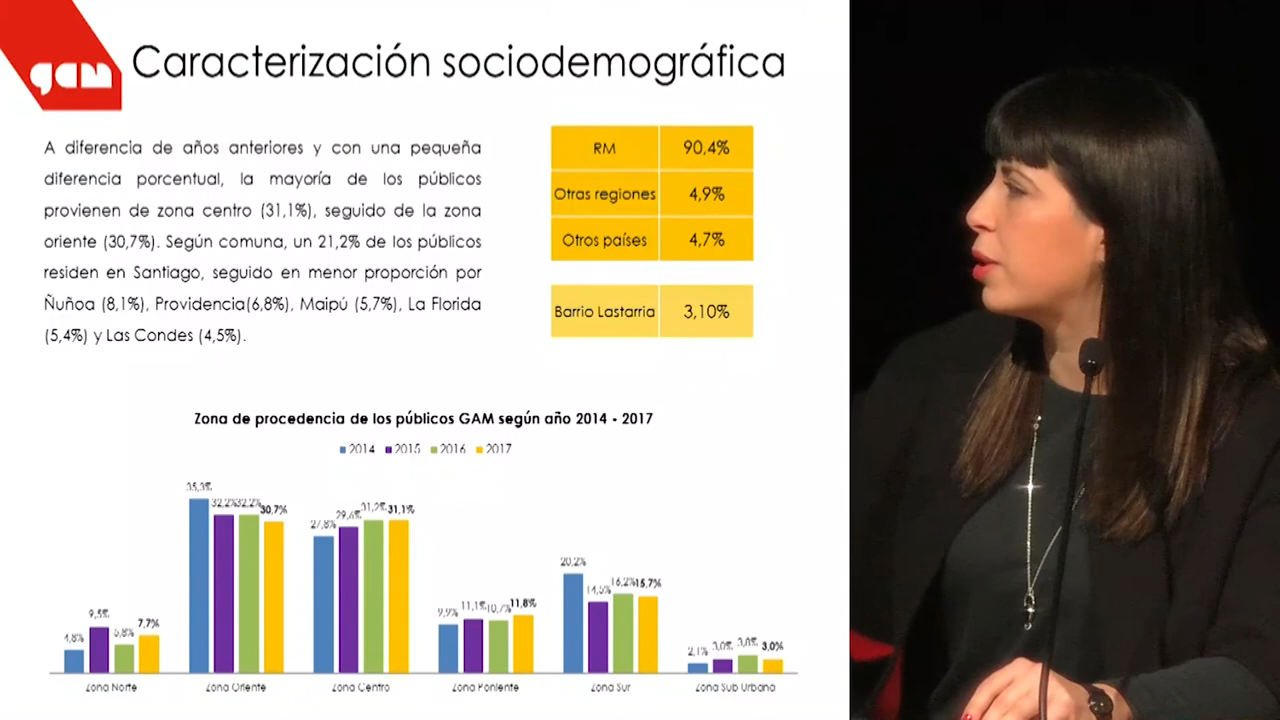 gam
Caracterización sociodemográfica
A diferencia de años anteriores y con una pequeña
diferencia porcentual, la mayoría de los públicos
provienen de zona centro (31,1%), seguido de la zona
oriente (30,7%). Según comuna, un 21,2% de los públicos
residen en Santiago, seguido en menor proporción por
Ñuñoa (8,1%), Providencia(6,8%), Maipú (5,7%), La Florida
(5,4%) y Las Condes (4,5%).
RM 90,4%
Otras regiones 4,9%
Otros países 4,7%
Barrio Lastarria 3,10%
Zona de procedencia de los públicos GAM según año 2014 - 2017
2014 2015 2016 2017
4,8% 9,5% 5,8% 7,7%
35,3% 32,2% 32,2% 30,7%
27,8% 29,6% 31,2% 31,1%
9,9% 11,1% 10,7% 11,8%
20,2% 14,5% 16,2% 15,7%
2,1% 3,0% 3,8% 3,0%
Zona Norte Zona Oriente Zona Centro Zona Poniente Zona Sur Zona Sub Urbano